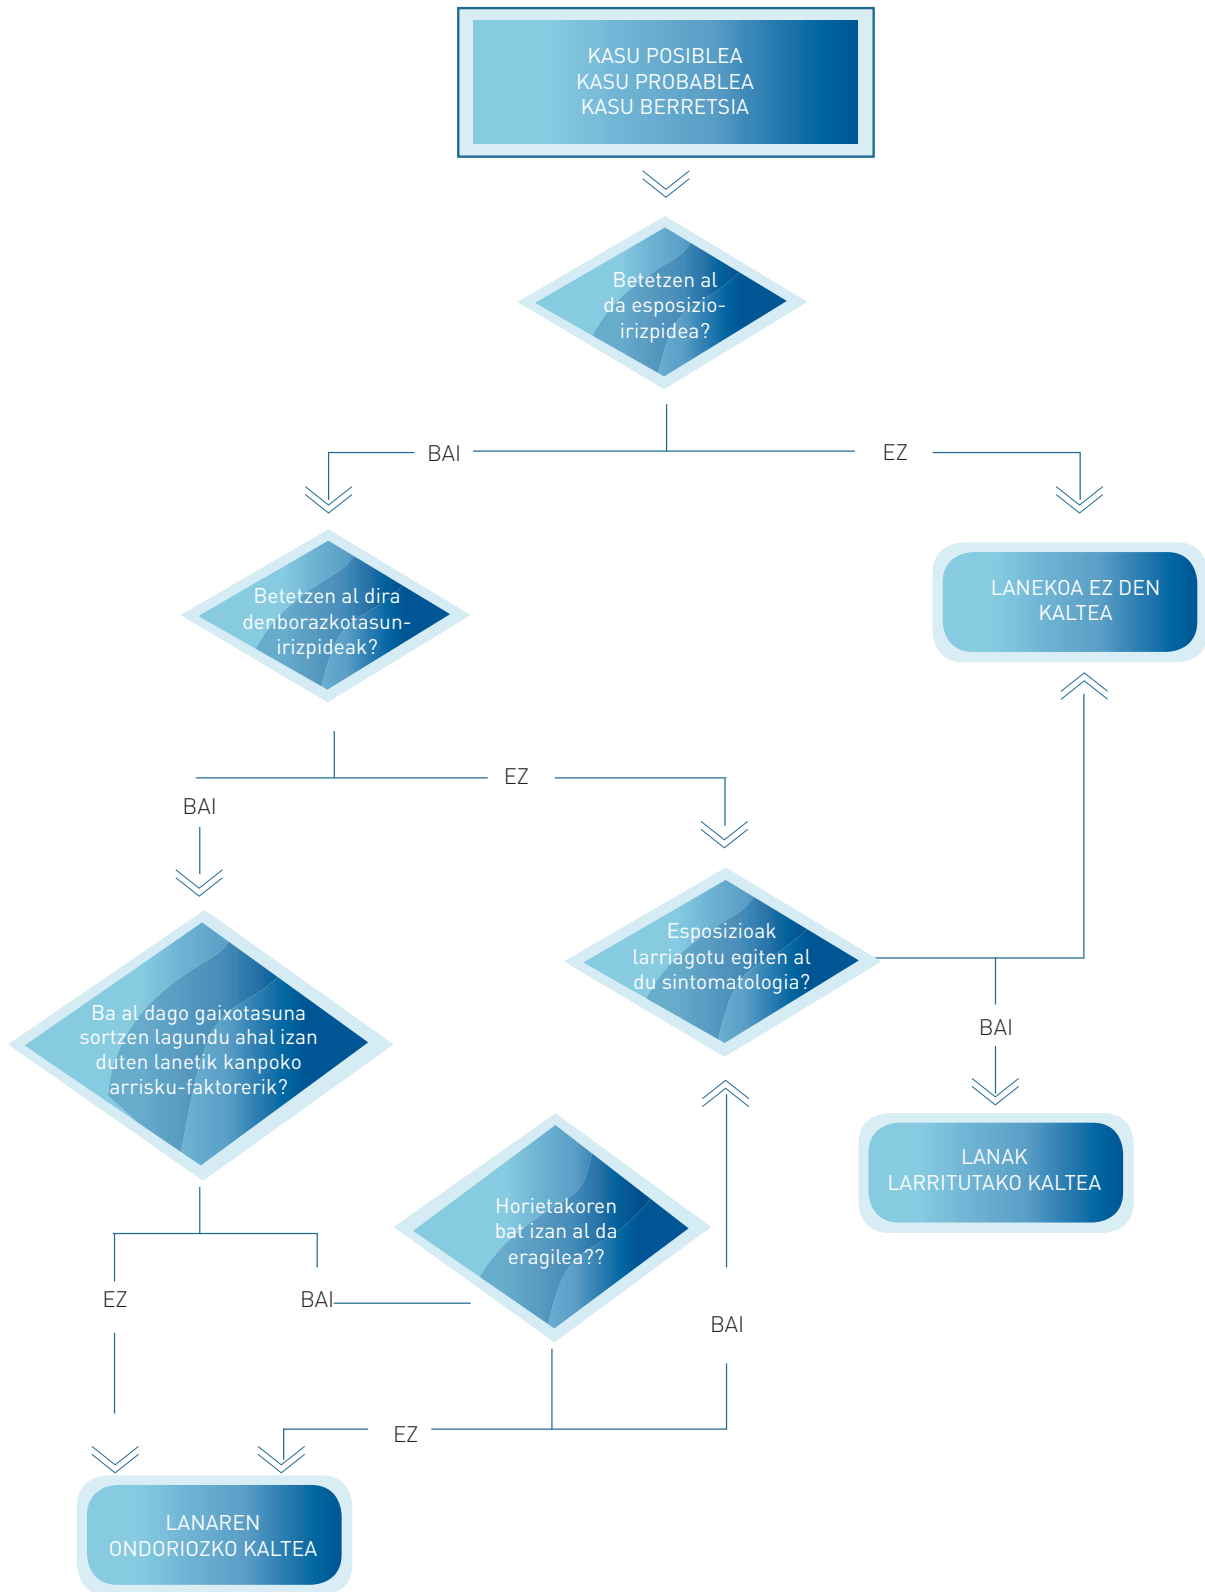 KASU POSIBLEA
KASU PROBABLEA
KASU BERRETSIA
Betetzen al
da esposizio-
irizpidea?
BAI
EZ
Betetzen al dira
denborazkotasun-
irizpideak?
LANEKOA EZ DEN
KALTEA
EZ
BAI
Esposizioak
larriagotu egiten al
du sintomatologia?
Ba al dago gaixotasuna
sortzen lagundu ahal izan
duten lanetik kanpoko
arrisku-faktorerik?
BAI
LANAK
LARRITUTAKO KALTEA
Horietakoren
bat izan al da
eragilea??
EZ
BAI
BAI
EZ
LANAREN
ONDORIOZKO KALTEA